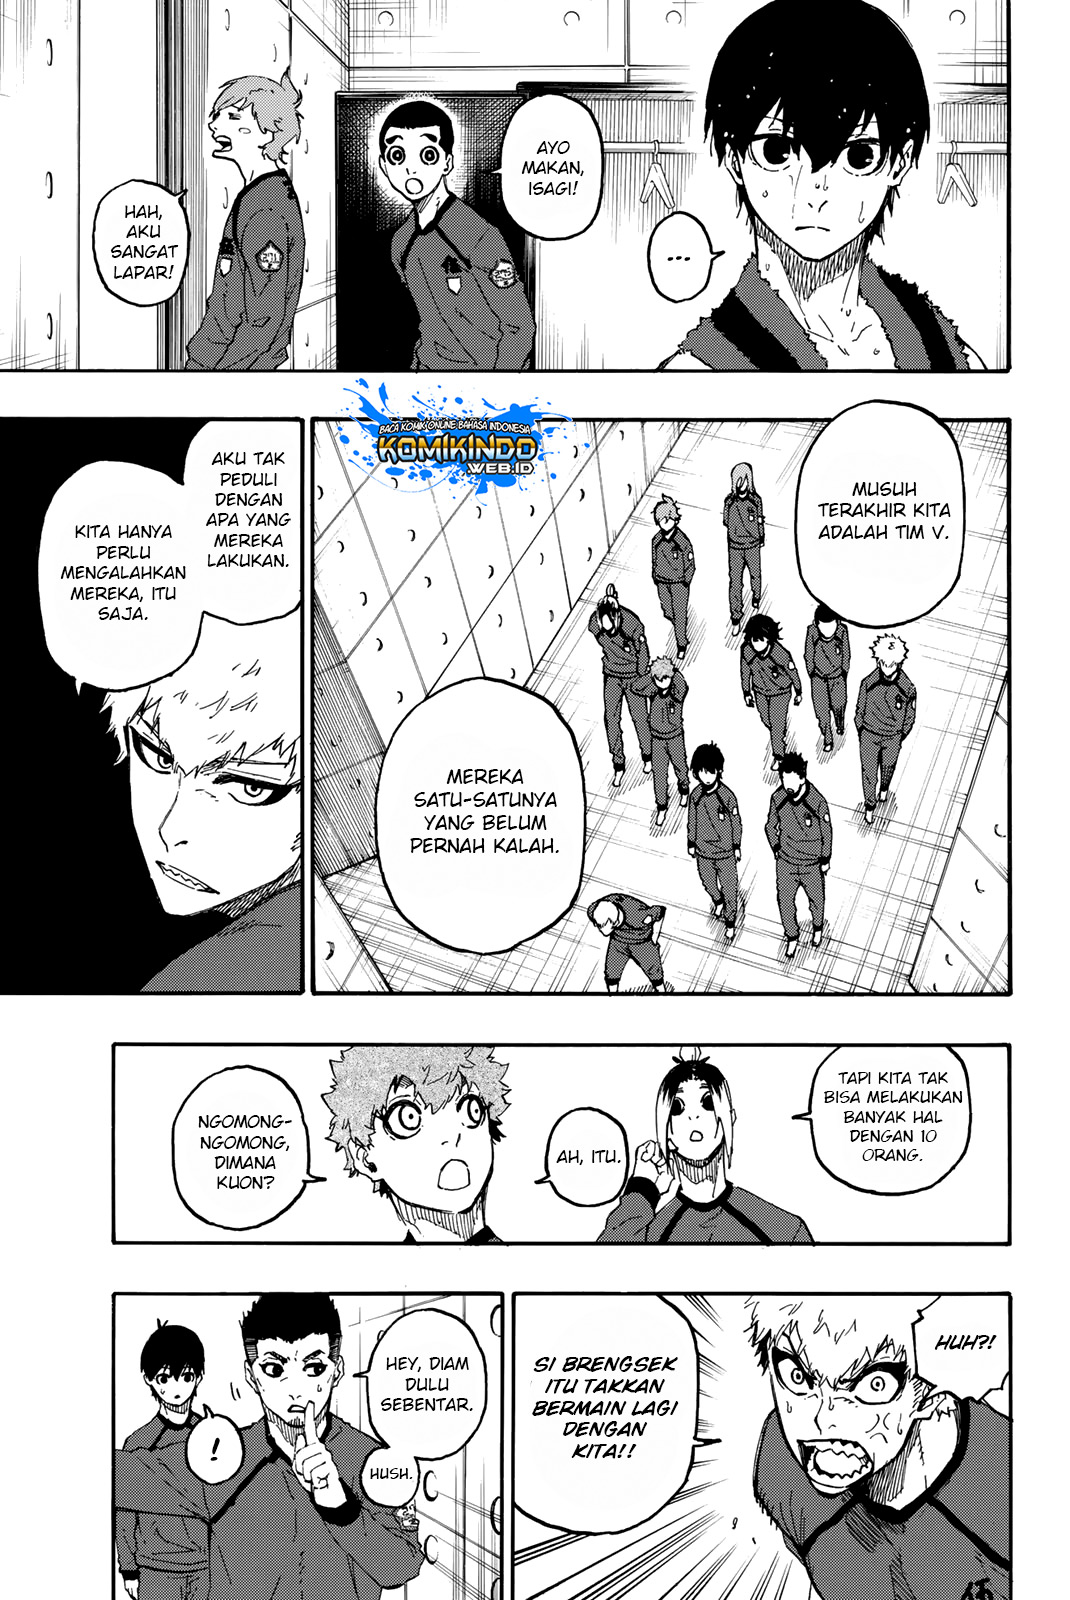 AYO
MAKAN,
ISAGI!
....
HAH,
AKU
SANGAT
LAPAR!
BACA KOMIK ONLINE BAHASA INDONESIA
KOMIKINDO
WEB.ID
MUSUH
TERAKHIR KITA
ADALAH TIM V.
MEREKA
SATU-SATUNYA
YANG BELUM
PERNAH KALAH.
AKU TAK
PEDULI
DENGAN
APA YANG
MEREKA
LAKUKAN.
KITA HANYA
PERLU
MENGALAHKAN
MEREKA, ITU
SAJA.
TAPI KITA TAK
BISA MELAKUKAN
BANYAK HAL
DENGAN 10
ORANG.
AH, ITU.
NGOMONG-
NGOMONG,
DIMANA
KUON?
HUH?!
SI BRENGSEK
ITU TAKKAN
BERMAIN LAGI
DENGAN
KITA!!
伍
HEY, DIAM
DULU
SEBENTAR.
HUSH.
!